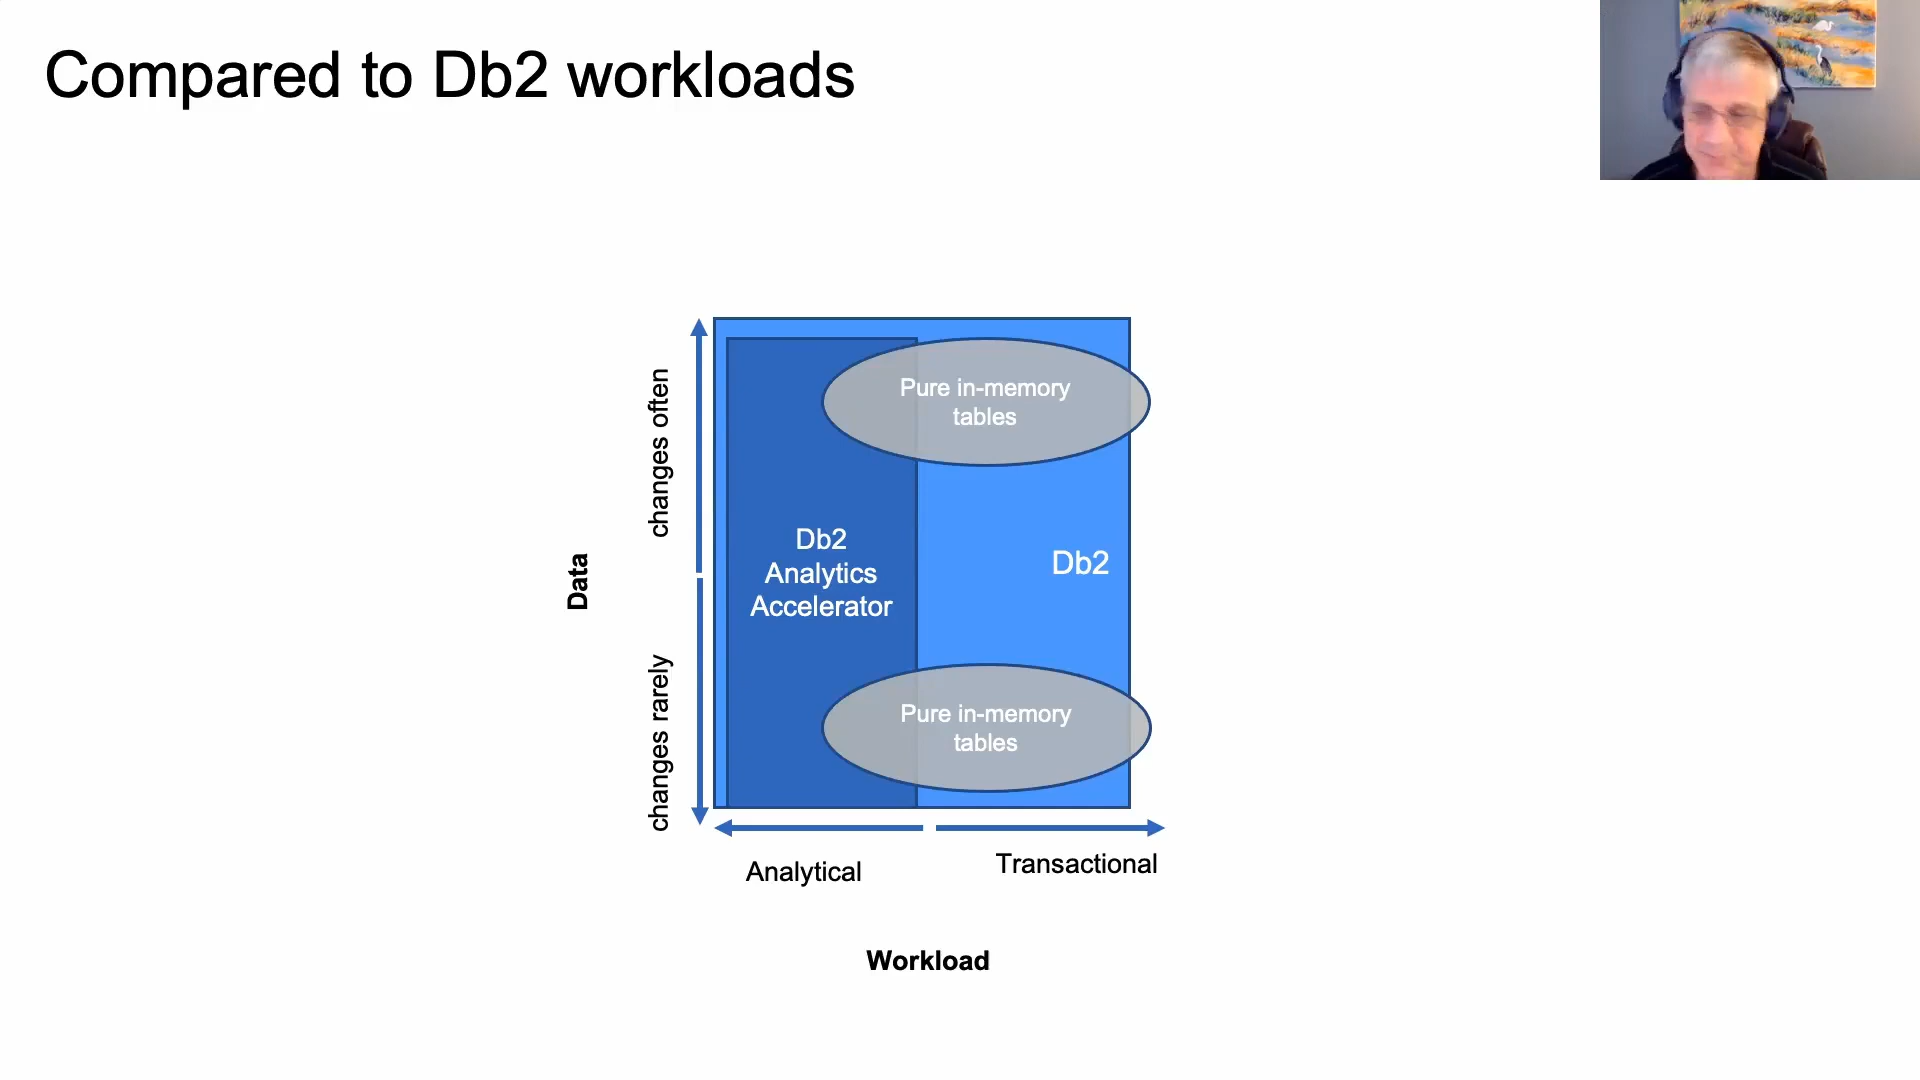 Compared to Db2 workloads
changes often
Pure in-memory
tables
Data
Db2
Analytics
Accelerator
Db2
changes rarely
Pure in-memory
tables
Analytical
Transactional
Workload